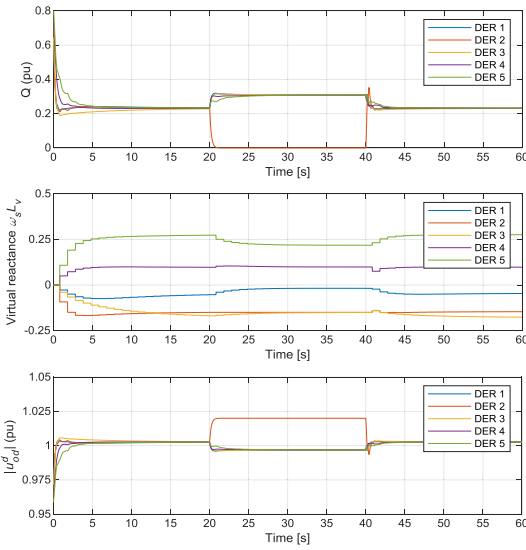 0.8
0.6
0.4
0.2
0
Q (pu)
DER 1
DER 2
DER 3
DER 4
DER 5
0 5 10 15 20 25 30 35 40 45 50 55 60
Time [s]
0.5
0.25
0
-0.25
Virtual reactance ω_s L_v
DER 1
DER 2
DER 3
DER 4
DER 5
0 5 10 15 20 25 30 35 40 45 50 55 60
Time [s]
1.05
1.025
1
0.975
0.95
|u^d_od| (pu)
DER 1
DER 2
DER 3
DER 4
DER 5
0 5 10 15 20 25 30 35 40 45 50 55 60
Time [s]